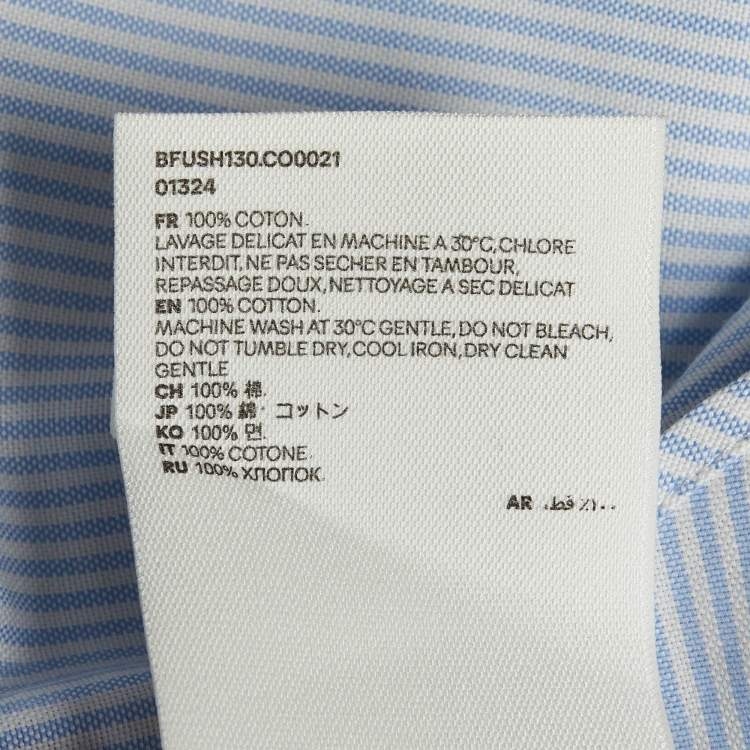 BFUSH130.CO0021
01324
FR 100% COTON.
LAVAGE DELICAT EN MACHINE A 30°C,CHLORE
INTERDIT,NE PAS SECHER EN TAMBOUR,
REPASSAGE DOUX,NETTOYAGE A SEC DELICAT
EN 100% COTTON.
MACHINE WASH AT 30°C GENTLE,DO NOT BLEACH,
DO NOT TUMBLE DRY,COOL IRON,DRY CLEAN
GENTLE
CH 100% 棉.
JP 100% 綿・コットン
KO 100% 면.
IT 100% COTONE.
RU 100% ХЛОПОК.
AR ٪١٠٠ قطن.